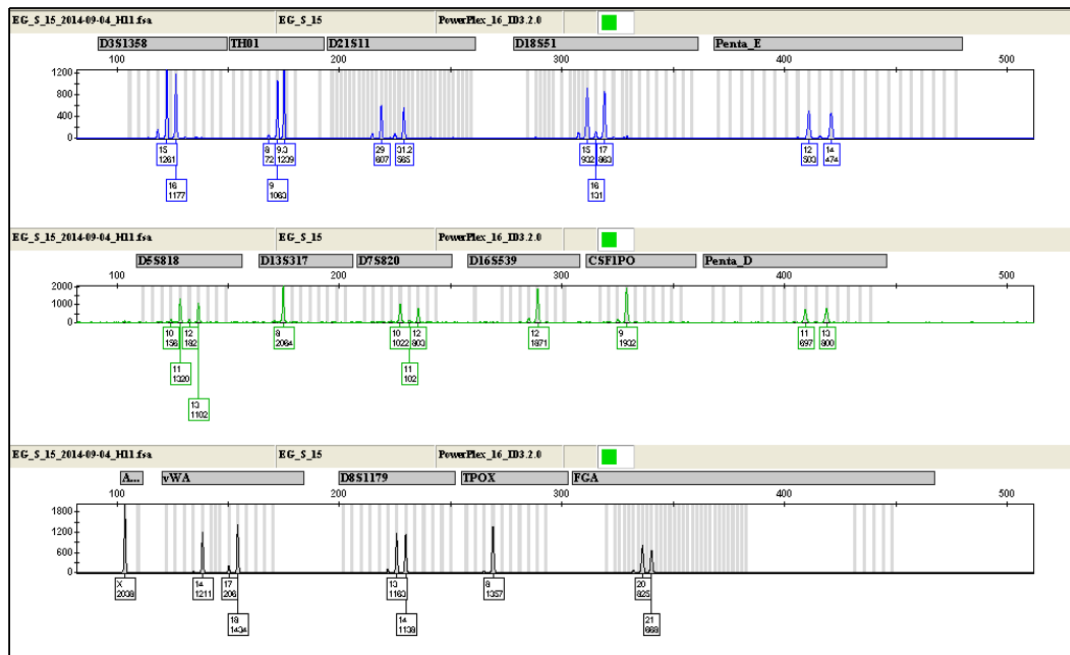 EG_S_15_2014-09-04_H11.fsa EG_S_15 PowerPlex_16_ID3.2.0
D3S1358 TH01 D21S11 D18S51 Penta_E
100 200 300 400 500
1200
800
400
0
15 8 9.3 29 31.2 15 17 12 14
1261 72 1239 607 565 932 863 503 474
16 9 16
1177 1063 131
EG_S_15_2014-09-04_H11.fsa EG_S_15 PowerPlex_16_ID3.2.0
D5S818 D13S317 D7S820 D16S539 CSF1PO Penta_D
100 200 300 400 500
2000
1000
0
10 12 8 10 12 12 9 11 13
156 182 2064 1022 803 1871 1932 697 800
11 11
1320 102
13
1102
EG_S_15_2014-09-04_H11.fsa EG_S_15 PowerPlex_16_ID3.2.0
A... vWA D8S1179 TPOX FGA
100 200 300 400 500
1800
1200
600
0
X 14 17 13 8 20
2038 1211 206 1163 1357 825
18 14 21
1434 1138 668